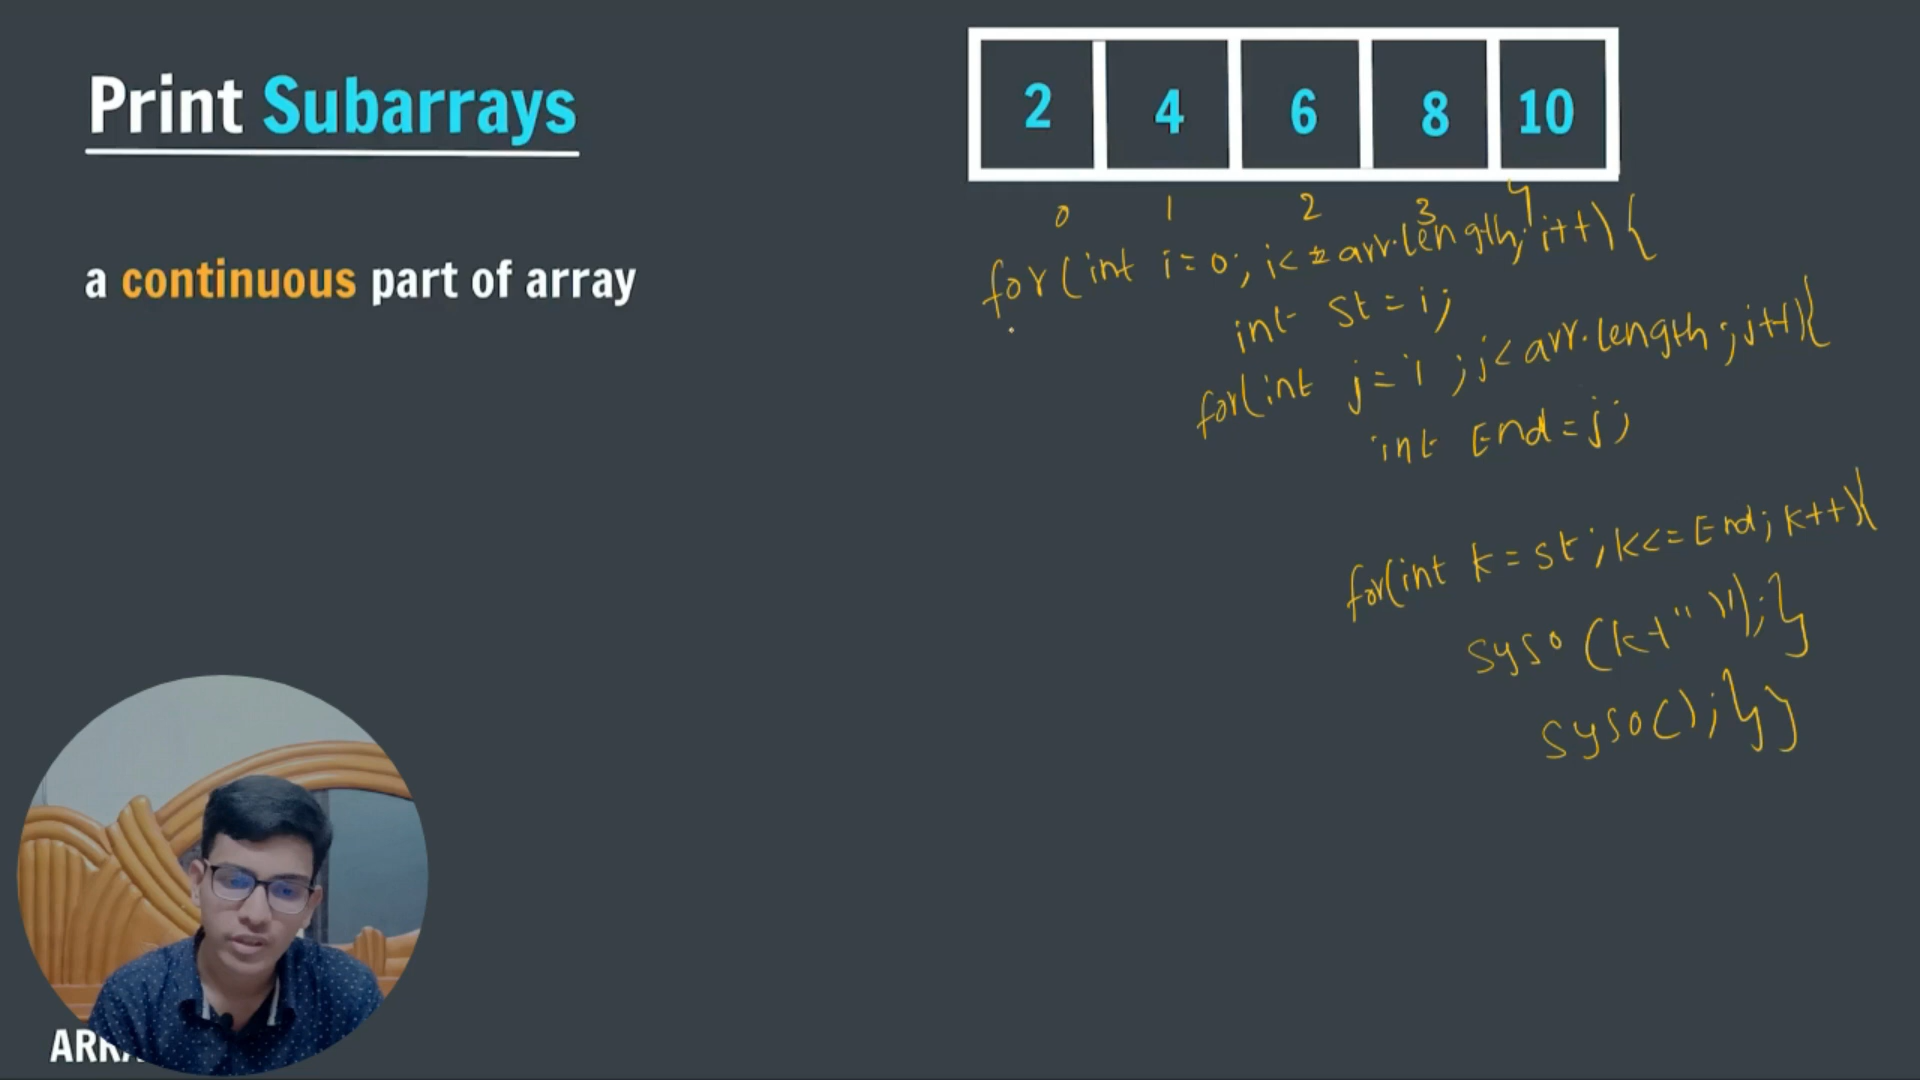 Print Subarrays
a continuous part of array
2 4 6 8 10
0 1 2 3 4
for(int i=0; i<arr.length; i++){
int st = i;
for(int j=i ; j<arr.length ; j++){
int End=j;
for(int k=st; k<=End; k++){
syso (k+" ");}
syso();}}
ARRA